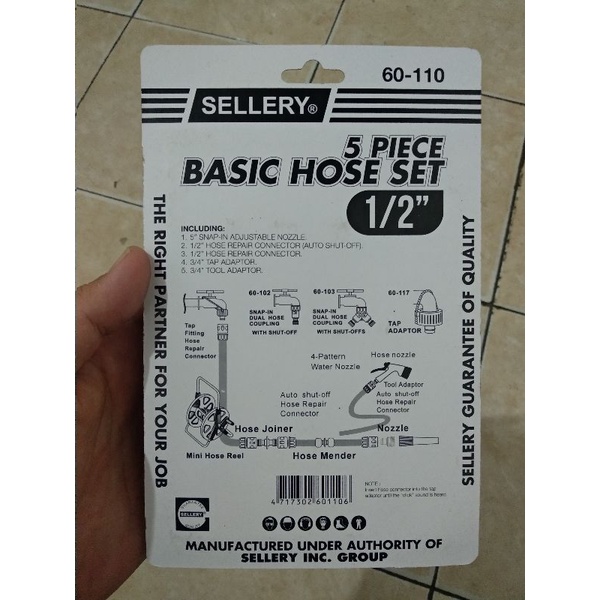 60-110
SELLERY®
5 PIECE
BASIC HOSE SET
1/2"
INCLUDING:
1. 5" SNAP-IN ADJUSTABLE NOZZLE.
2. 1/2" HOSE REPAIR CONNECTOR (AUTO SHUT-OFF).
3. 1/2" HOSE REPAIR CONNECTOR.
4. 3/4" TAP ADAPTOR.
5. 3/4" TOOL ADAPTOR.
THE RIGHT PARTNER FOR YOUR JOB
SELLERY GUARANTEE OF QUALITY
Tap
Fitting
Hose
Repair
Connector
60-102
SNAP-IN
DUAL HOSE
COUPLING
WITH SHUT-OFF
60-103
SNAP-IN
DUAL HOSE
COUPLING
WITH SHUT-OFFS
60-117
TAP
ADAPTOR
4-Pattern
Water Nozzle
Hose nozzle
Tool Adaptor
Auto shut-off
Hose Repair
Connector
Auto shut-off
Hose Repair
Connector
Hose Joiner
Nozzle
Mini Hose Reel
Hose Mender
4 717302 601106
NOTE:
SELLERY
MANUFACTURED UNDER AUTHORITY OF
SELLERY INC. GROUP